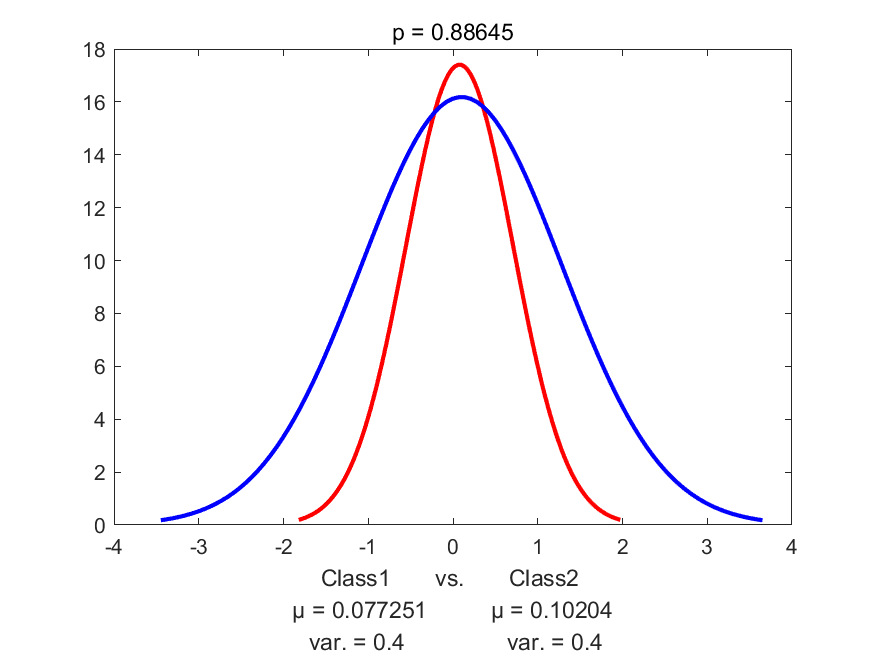 p = 0.88645
18
16
14
12
10
8
6
4
2
0
-4 -3 -2 -1 0 1 2 3 4
Class1 vs. Class2
μ = 0.077251 μ = 0.10204
var. = 0.4 var. = 0.4